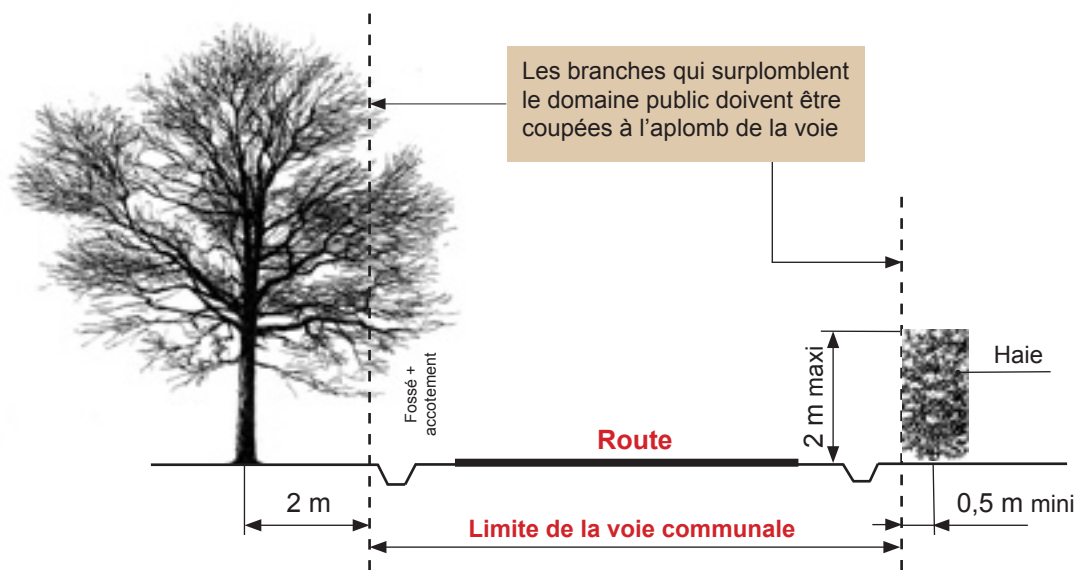 Les branches qui surplomblent
le domaine public doivent être
coupées à l'aplomb de la voie
Fossé +
accotement
2 m maxi
Haie
Route
2 m
0,5 m mini
Limite de la voie communale